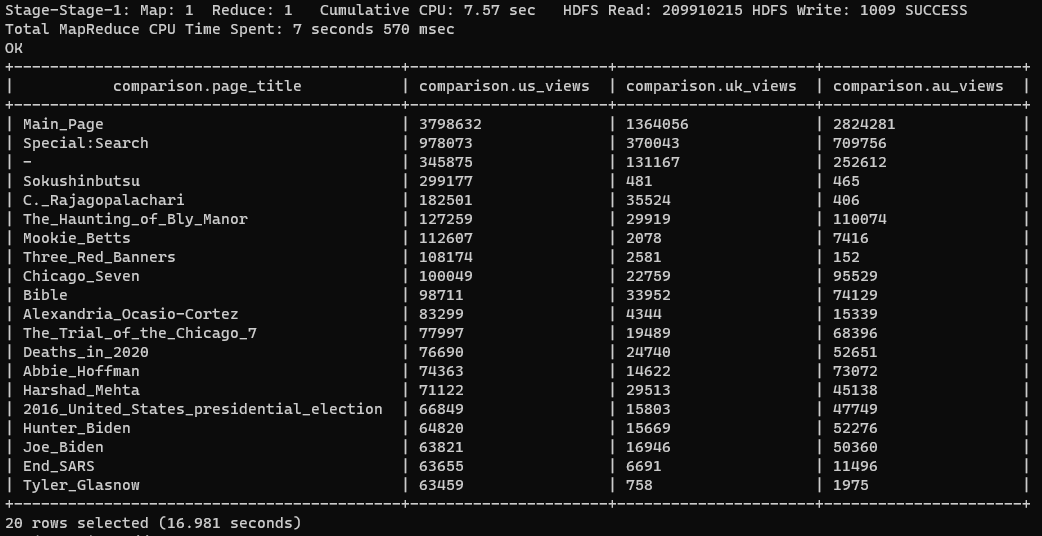 Stage-Stage-1: Map: 1  Reduce: 1   Cumulative CPU: 7.57 sec   HDFS Read: 209910215 HDFS Write: 1009 SUCCESS
Total MapReduce CPU Time Spent: 7 seconds 570 msec
OK
| comparison.page_title | comparison.us_views | comparison.uk_views | comparison.au_views |
| Main_Page | 3798632 | 1364056 | 2824281 |
| Special:Search | 978073 | 370043 | 709756 |
| - | 345875 | 131167 | 252612 |
| Sokushinbutsu | 299177 | 481 | 465 |
| C._Rajagopalachari | 182501 | 35524 | 406 |
| The_Haunting_of_Bly_Manor | 127259 | 29919 | 110074 |
| Mookie_Betts | 112607 | 2078 | 7416 |
| Three_Red_Banners | 108174 | 2581 | 152 |
| Chicago_Seven | 100049 | 22759 | 95529 |
| Bible | 98711 | 33952 | 74129 |
| Alexandria_Ocasio-Cortez | 83299 | 4344 | 15339 |
| The_Trial_of_the_Chicago_7 | 77997 | 19489 | 68396 |
| Deaths_in_2020 | 76690 | 24740 | 52651 |
| Abbie_Hoffman | 74363 | 14622 | 73072 |
| Harshad_Mehta | 71122 | 29513 | 45138 |
| 2016_United_States_presidential_election | 66849 | 15803 | 47749 |
| Hunter_Biden | 64820 | 15669 | 52276 |
| Joe_Biden | 63821 | 16946 | 50360 |
| End_SARS | 63655 | 6691 | 11496 |
| Tyler_Glasnow | 63459 | 758 | 1975 |
20 rows selected (16.981 seconds)